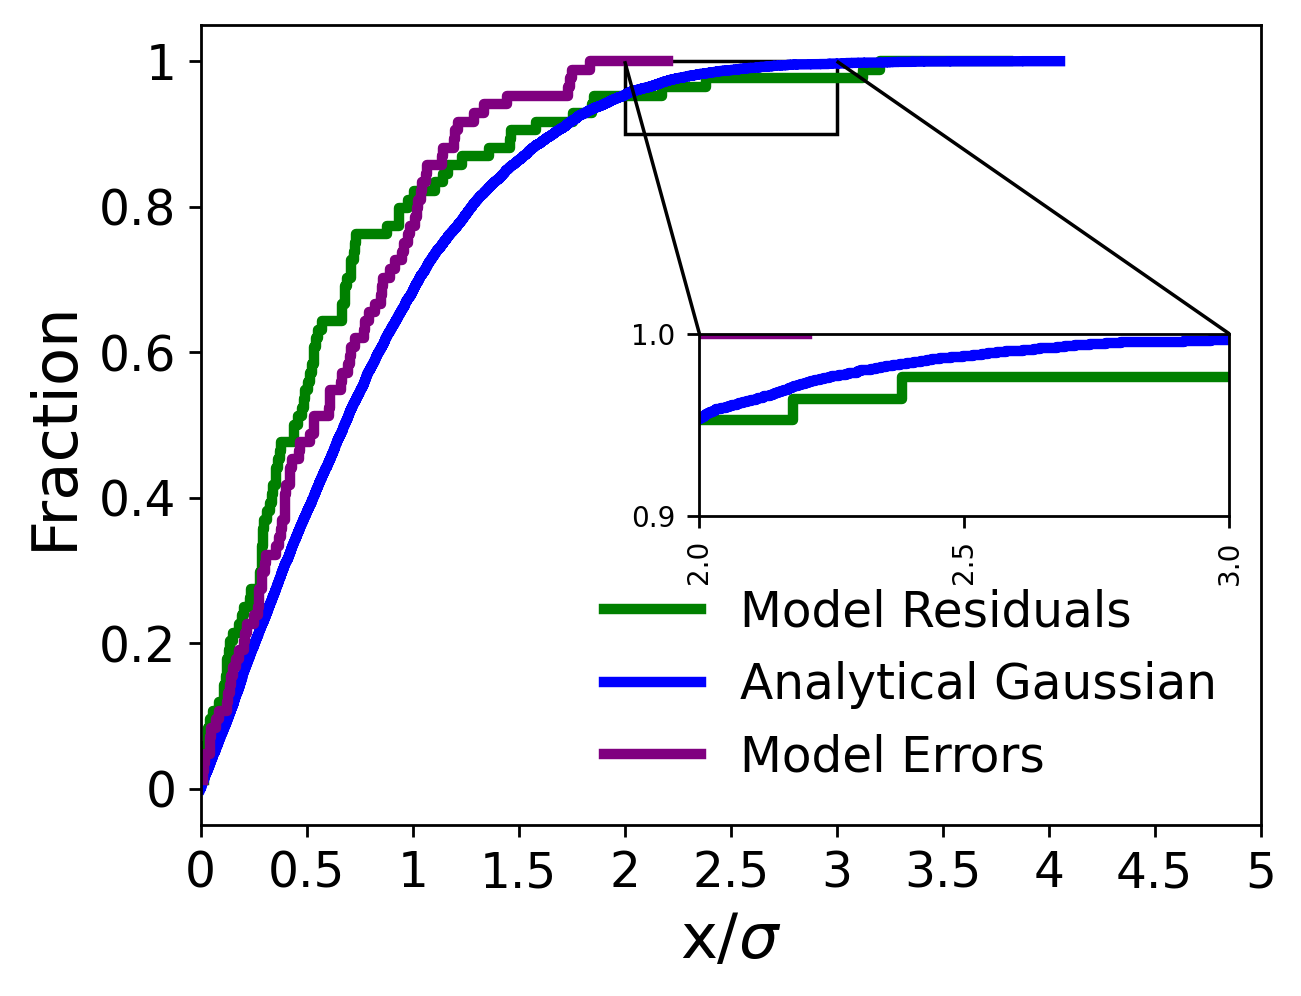 1
0.8
0.6
0.4
0.2
0
Fraction
1.0
0.9
2.0
2.5
3.0
Model Residuals
Analytical Gaussian
Model Errors
0 0.5 1 1.5 2 2.5 3 3.5 4 4.5 5
x/σ